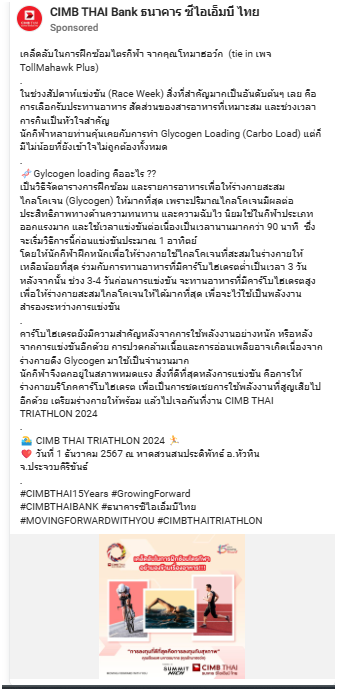 CIMB THAI Bank ธนาคาร ซีไอเอ็มบี ไทย
Sponsored
เคล็ดลับในการฝึกซ้อมไตรกีฬา จากคุณโทมาฮอว์ก (tie in เพจ
TollMahawk Plus)
.
ในช่วงสัปดาห์แข่งขัน (Race Week) สิ่งที่สำคัญมากเป็นอันดับต้นๆ เลย คือ
การเลือกรับประทานอาหาร สัดส่วนของสารอาหารที่เหมาะสม และช่วงเวลา
การกินเป็นหัวใจสำคัญ
นักกีฬาหลายท่านคุ้นเคยกับการทำ Glycogen Loading (Carbo Load) แต่ก็
มีไม่น้อยที่ยังเข้าใจไม่ถูกต้องทั้งหมด
.
Gylcogen loading คืออะไร ??
เป็นวิธีจัดตารางการฝึกซ้อม และรายการอาหารเพื่อให้ร่างกายสะสม
ไกลโคเจน (Glycogen) ให้มากที่สุด เพราะปริมาณไกลโคเจนมีผลต่อ
ประสิทธิภาพทางด้านความทนทาน และความฉับไว นิยมใช้ในกีฬาประเภท
ออกแรงมาก และใช้เวลาแข่งขันต่อเนื่องเป็นเวลานานมากกว่า 90 นาที ซึ่ง
จะเริ่มวิธีการนี้ก่อนแข่งขันประมาณ 1 อาทิตย์
โดยให้นักกีฬาฝึกหนักเพื่อให้ร่างกายใช้ไกลโคเจนที่สะสมในร่างกายให้
เหลือน้อยที่สุด ร่วมกับการทานอาหารที่มีคาร์โบไฮเดรตต่ำเป็นเวลา 3 วัน
หลังจากนั้น ช่วง 3-4 วันก่อนการแข่งขัน จะทานอาหารที่มีคาร์โบไฮเดรตสูง
เพื่อให้ร่างกายสะสมไกลโคเจนให้ได้มากที่สุด เพื่อจะไว้ใช้เป็นพลังงาน
สำรองระหว่างการแข่งขัน
.
คาร์โบไฮเดรตยังมีความสำคัญหลังจากการใช้พลังงานอย่างหนัก หรือหลัง
จากการแข่งขันอีกด้วย การปวดกล้ามเนื้อและการอ่อนเพลียอาจเกิดเนื่องจาก
ร่างกายดึง Glycogen มาใช้เป็นจำนวนมาก
นักกีฬาจึงตกอยู่ในสภาพหมดแรง สิ่งที่ดีที่สุดหลังการแข่งขัน คือการให้
ร่างกายบริโภคคาร์โบไฮเดรต เพื่อเป็นการชดเชยการใช้พลังงานที่สูญเสียไป
อีกด้วย เตรียมร่างกายให้พร้อม แล้วไปเจอกันที่งาน CIMB THAI
TRIATHLON 2024
.
CIMB THAI TRIATHLON 2024
วันที่ 1 ธันวาคม 2567 ณ หาดสวนสนประดิพัทธ์ อ.หัวหิน
จ.ประจวบคีรีขันธ์
.
#CIMBTHAI15Years #GrowingForward
#CIMBTHAIBANK #ธนาคารซีไอเอ็มบีไทย
#MOVINGFORWARDWITHYOU #CIMBTHAITRIATHLON
เคล็ดลับในการฝึกซ้อมไตรกีฬา
อย่ามองข้ามเรื่องอาหาร!!!
"การลงทุนที่ดีที่สุดคือการลงทุนกับสุขภาพ"
SUMMIT
CIMB THAI